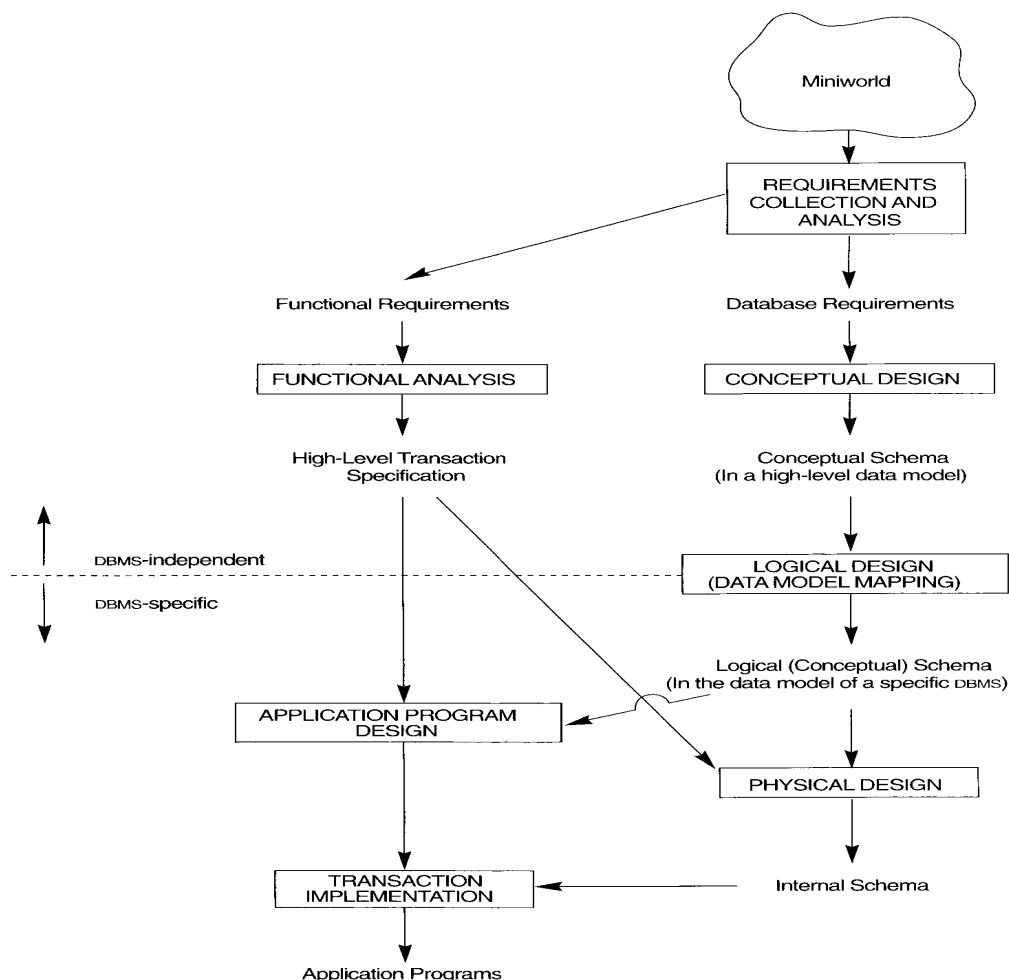 Miniworld
REQUIREMENTS
COLLECTION AND
ANALYSIS
Functional Requirements
Database Requirements
FUNCTIONAL ANALYSIS
CONCEPTUAL DESIGN
High-Level Transaction
Specification
Conceptual Schema
(In a high-level data model)
DBMS-independent
LOGICAL DESIGN
(DATA MODEL MAPPING)
DBMS-specific
Logical (Conceptual) Schema
(In the data model of a specific DBMS)
APPLICATION PROGRAM
DESIGN
PHYSICAL DESIGN
TRANSACTION
IMPLEMENTATION
Internal Schema
Application Programs